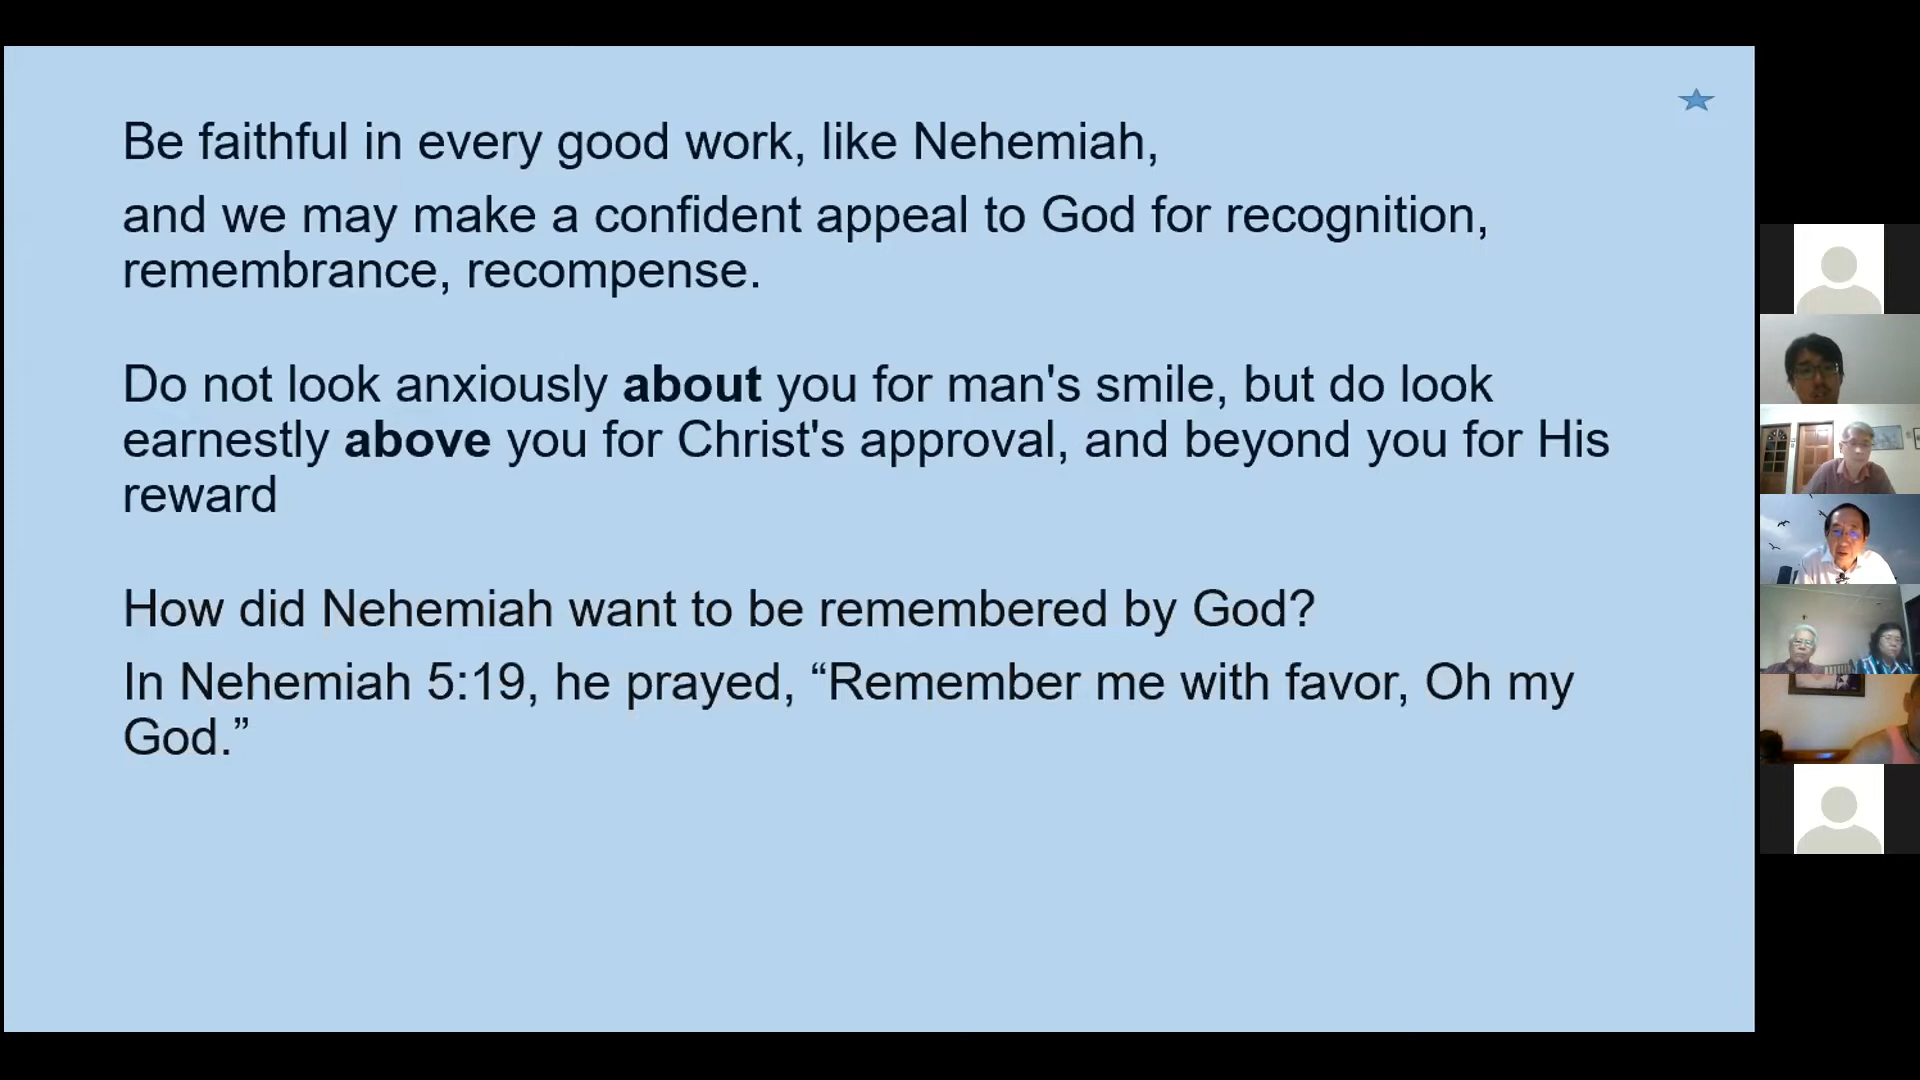 Be faithful in every good work, like Nehemiah,
and we may make a confident appeal to God for recognition,
remembrance, recompense.
Do not look anxiously about you for man's smile, but do look
earnestly above you for Christ's approval, and beyond you for His
reward
How did Nehemiah want to be remembered by God?
In Nehemiah 5:19, he prayed, “Remember me with favor, Oh my
God.”